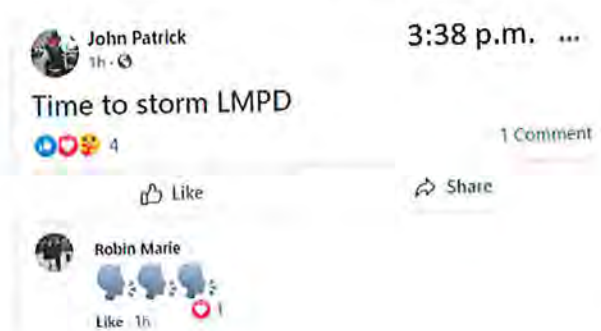 John Patrick
3:38 p.m. ...
1h ·
Time to storm LMPD
4
1 Comment
Like
Share
Robin Marie
Like 1h
1